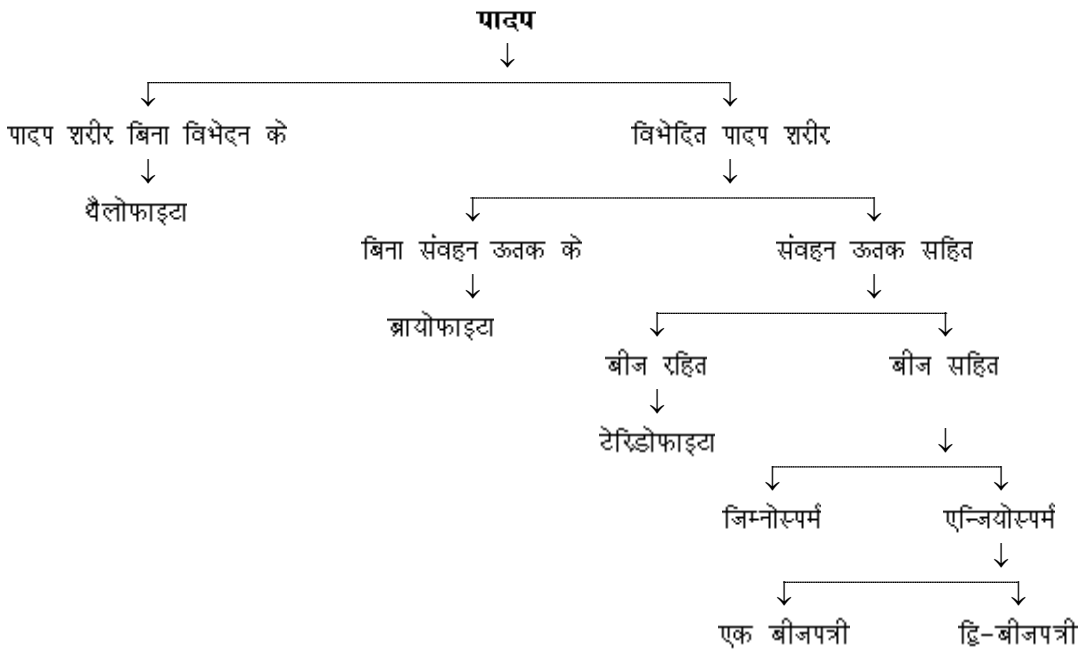 पादप
पादप शरीर बिना विभेदन के
विभेदित पादप शरीर
थैलोफाइटा
बिना संवहन ऊतक के
संवहन ऊतक सहित
ब्रायोफाइटा
बीज रहित
बीज सहित
टेरिडोफाइटा
जिम्नोस्पर्म
एन्जियोस्पर्म
एक बीजपत्री
द्वि-बीजपत्री